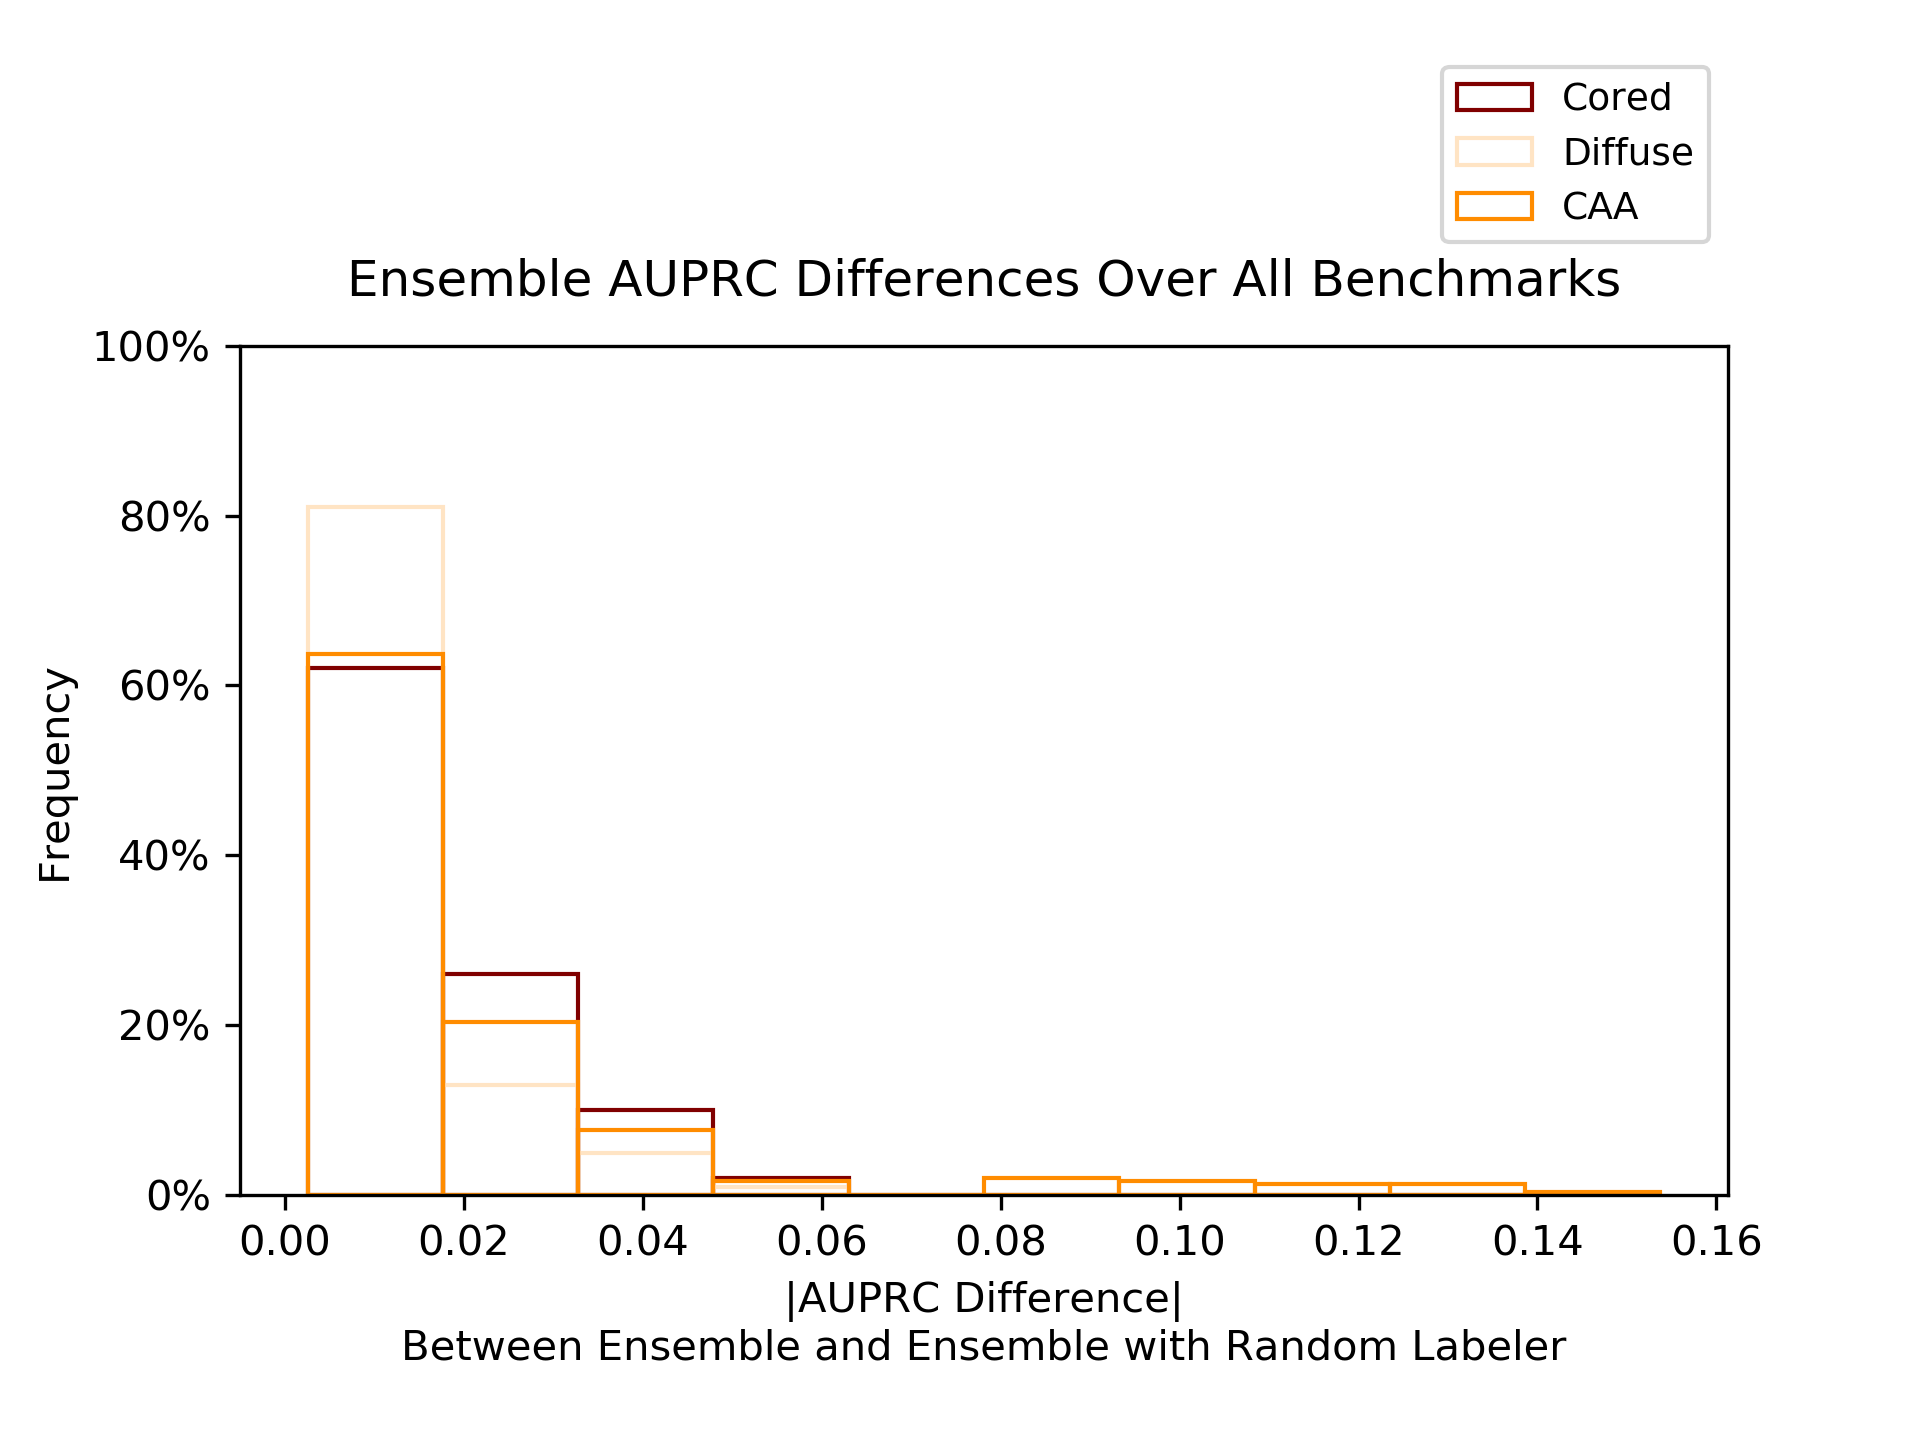 Cored
Diffuse
CAA
Ensemble AUPRC Differences Over All Benchmarks
100%
80%
60%
40%
20%
0%
Frequency
0.00 0.02 0.04 0.06 0.08 0.10 0.12 0.14 0.16
|AUPRC Difference|
Between Ensemble and Ensemble with Random Labeler